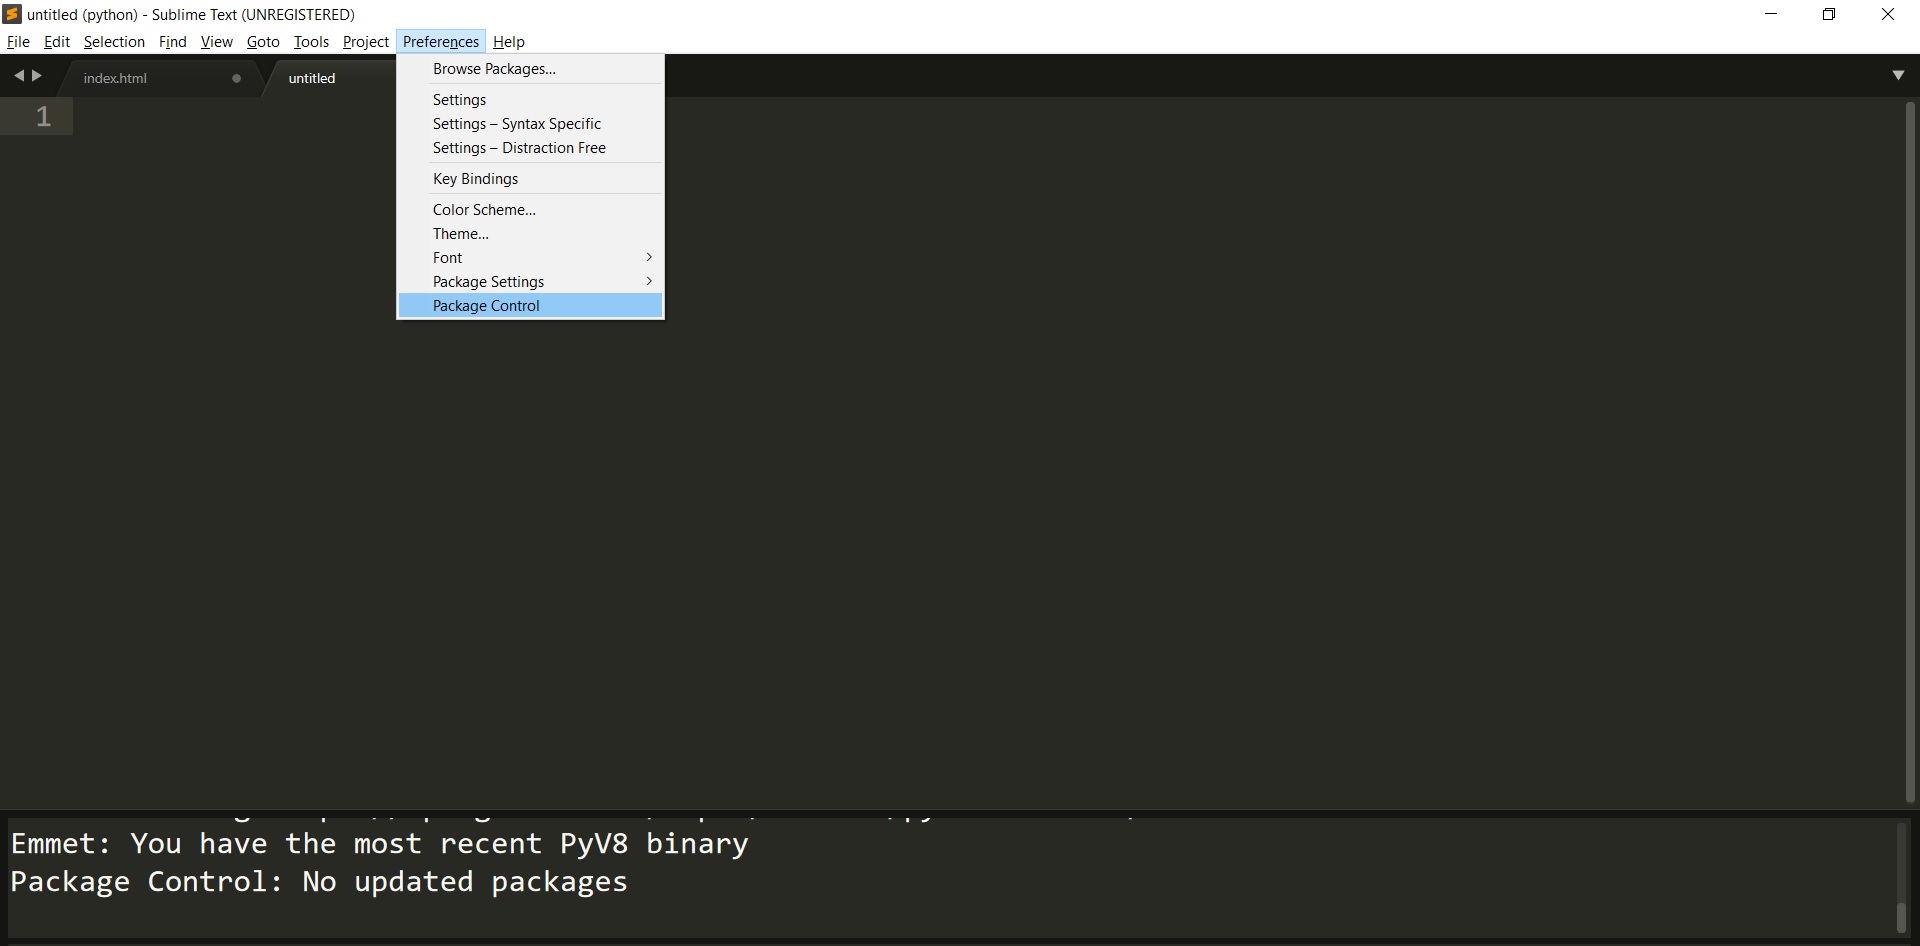 untitled (python) - Sublime Text (UNREGISTERED)
File Edit Selection Find View Goto Tools Project Preferences Help
index.html untitled
Browse Packages...
1
Settings
Settings – Syntax Specific
Settings – Distraction Free
Key Bindings
Color Scheme...
Theme...
Font
Package Settings
Package Control
Emmet: You have the most recent PyV8 binary
Package Control: No updated packages